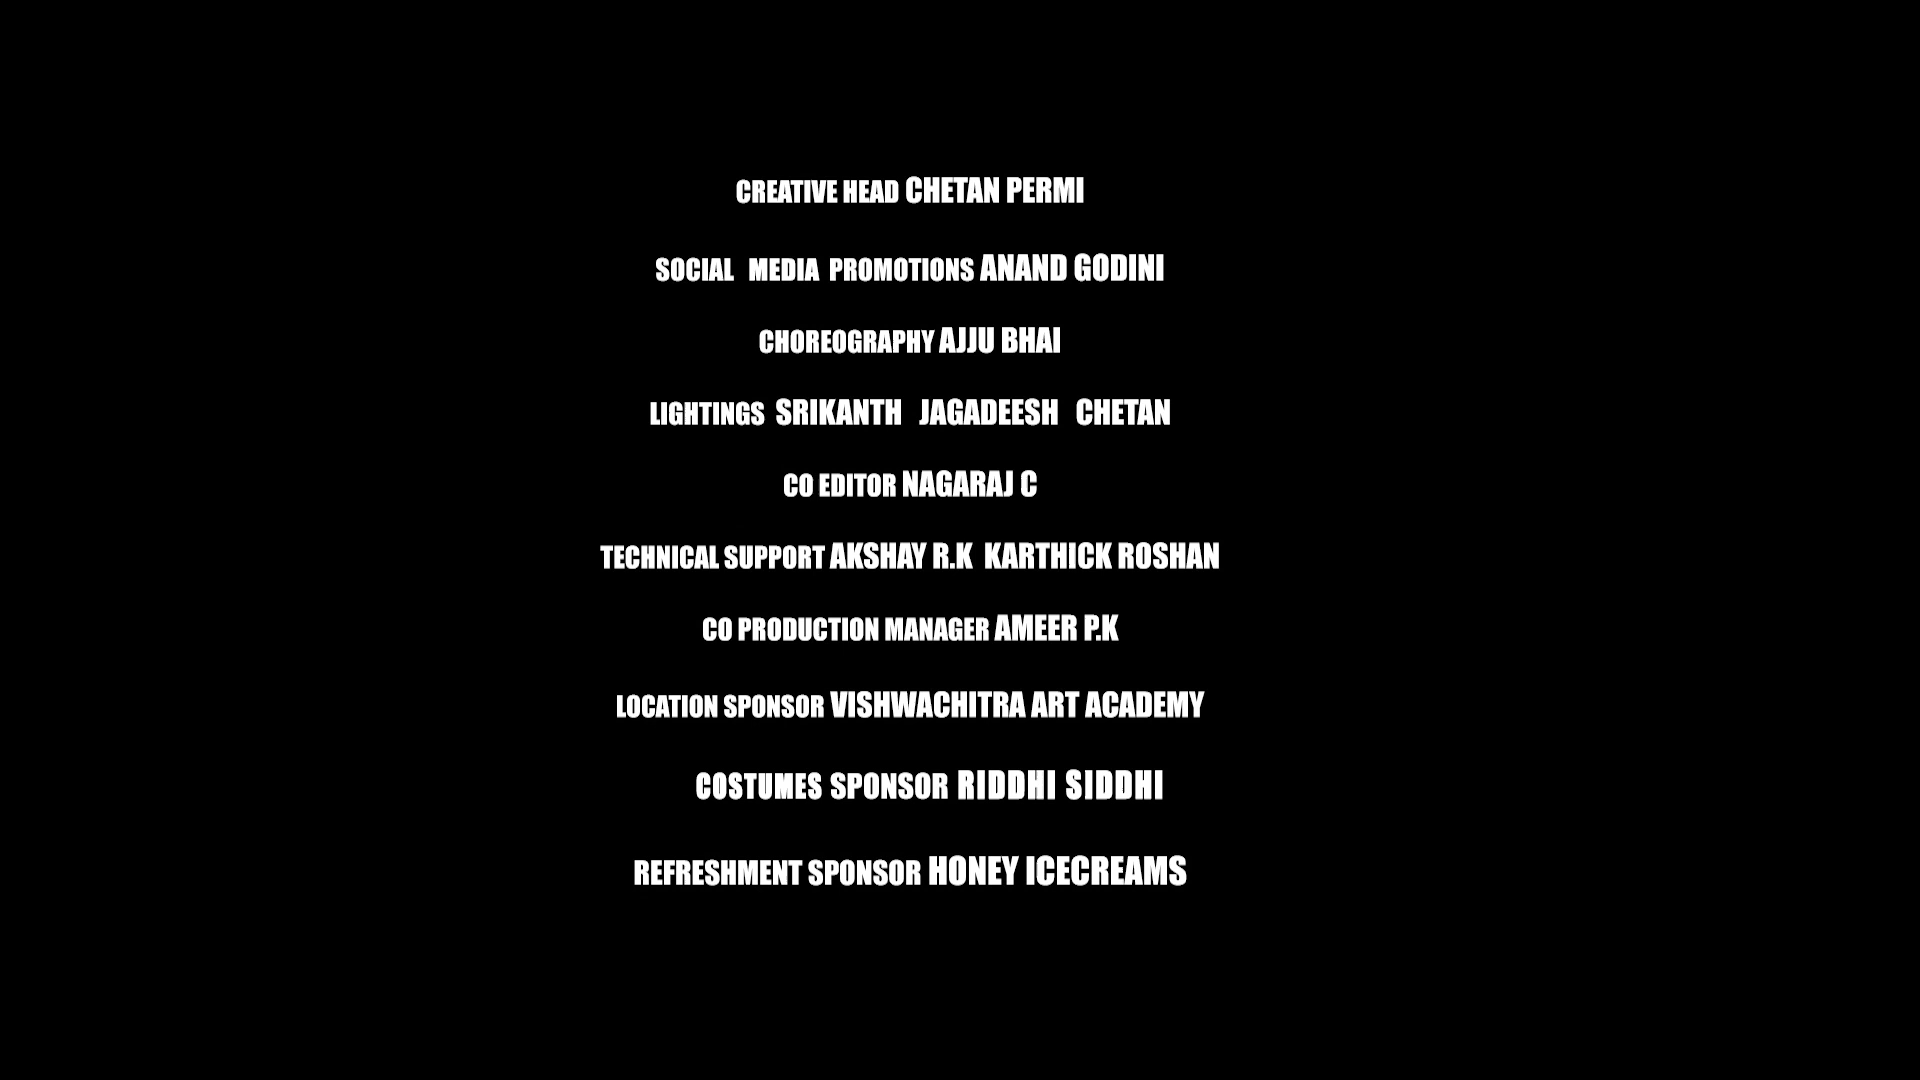 CREATIVE HEAD CHETAN PERMI
SOCIAL MEDIA PROMOTIONS ANAND GODINI
CHOREOGRAPHY AJJU BHAI
LIGHTINGS SRIKANTH JAGADEESH CHETAN
CO EDITOR NAGARAJ C
TECHNICAL SUPPORT AKSHAY R.K KARTHICK ROSHAN
CO PRODUCTION MANAGER AMEER P.K
LOCATION SPONSOR VISHWACHITRA ART ACADEMY
COSTUMES SPONSOR RIDDHI SIDDHI
REFRESHMENT SPONSOR HONEY ICECREAMS